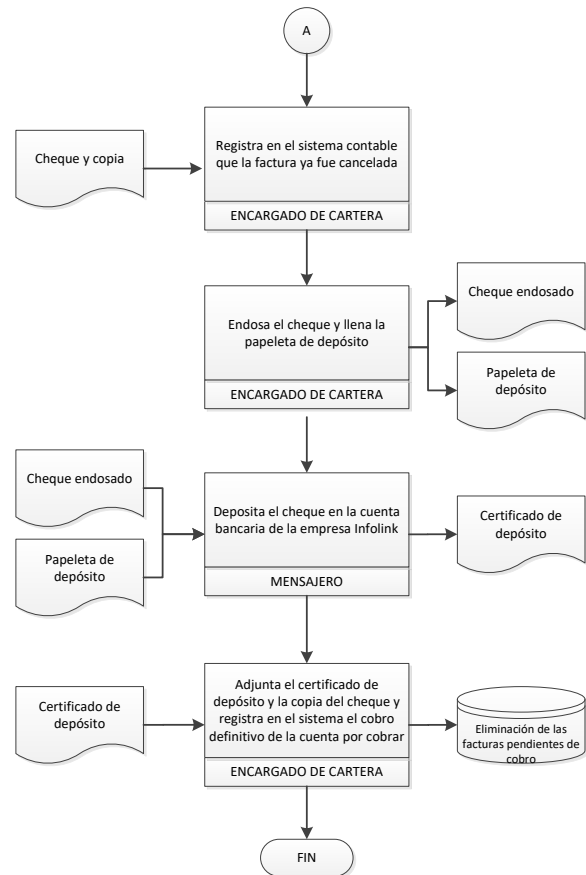 A
Cheque y copia
Registra en el sistema contable
que la factura ya fue cancelada
ENCARGADO DE CARTERA
Endosa el cheque y llena la
papeleta de depósito
ENCARGADO DE CARTERA
Cheque endosado
Papeleta de
depósito
Cheque endosado
Papeleta de
depósito
Deposita el cheque en la cuenta
bancaria de la empresa Infolink
MENSAJERO
Certificado de
depósito
Certificado de
depósito
Adjunta el certificado de
depósito y la copia del cheque y
registra en el sistema el cobro
definitivo de la cuenta por cobrar
ENCARGADO DE CARTERA
Eliminación de las
facturas pendientes de
cobro
FIN